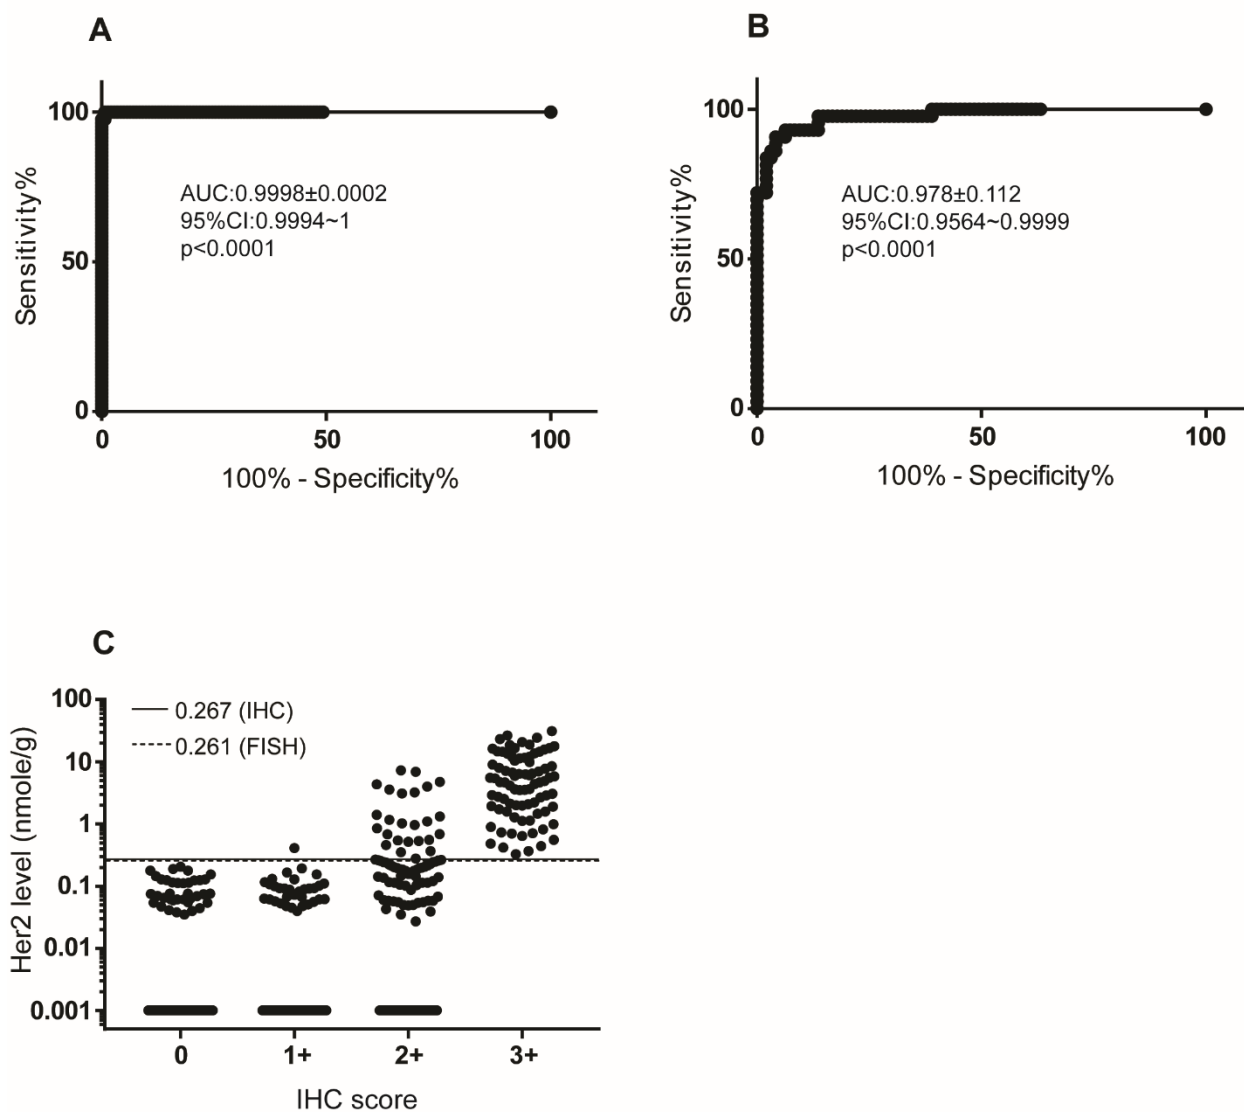 A
100
50
0
Sensitivity%
AUC:0.9998±0.0002
95%CI:0.9994~1
p<0.0001
0
50
100
100% - Specificity%
B
100
50
0
Sensitivity%
AUC:0.978±0.112
95%CI:0.9564~0.9999
p<0.0001
0
50
100
100% - Specificity%
C
100
10
1
0.1
0.01
0.001
Her2 level (nmole/g)
0.267 (IHC)
0.261 (FISH)
0
1+
2+
3+
IHC score